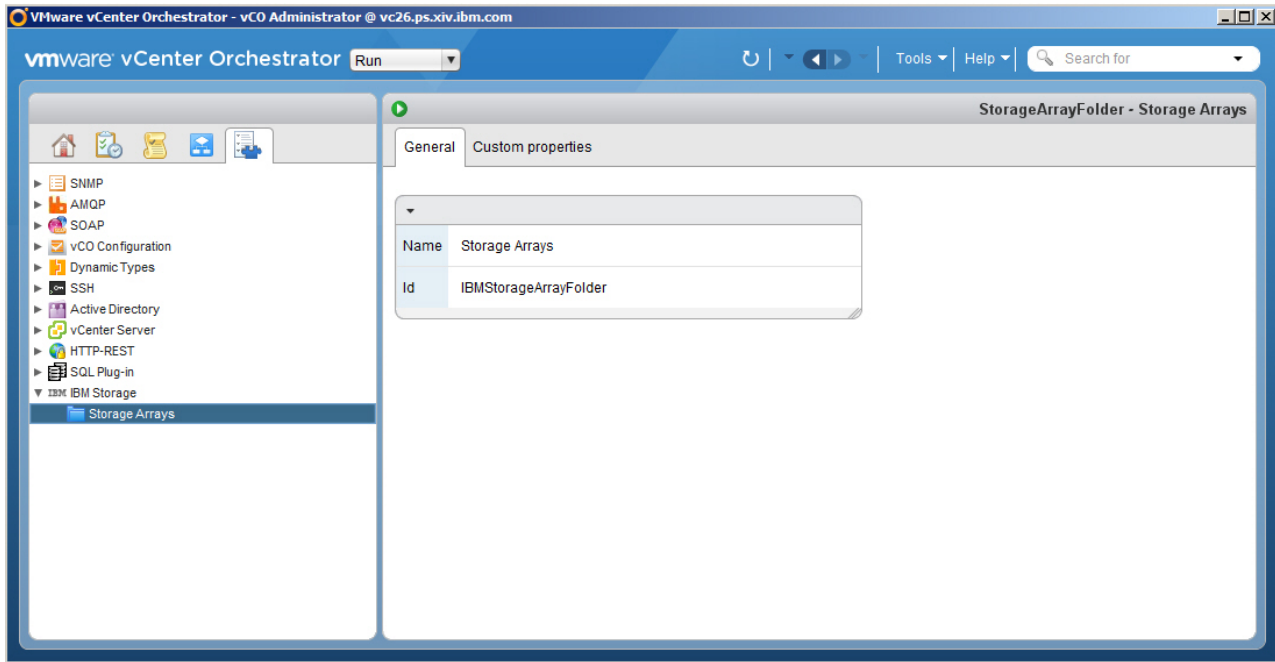 VMware vCenter Orchestrator - vCO Administrator @ vc26.ps.xiv.ibm.com
vmware vCenter Orchestrator Run Tools Help Search for
StorageArrayFolder - Storage Arrays
General Custom properties
SNMP
AMQP
SOAP
vCO Configuration
Dynamic Types
SSH
Active Directory
vCenter Server
HTTP-REST
SQL Plug-in
IBM IBM Storage
Storage Arrays
Name Storage Arrays
Id IBMStorageArrayFolder